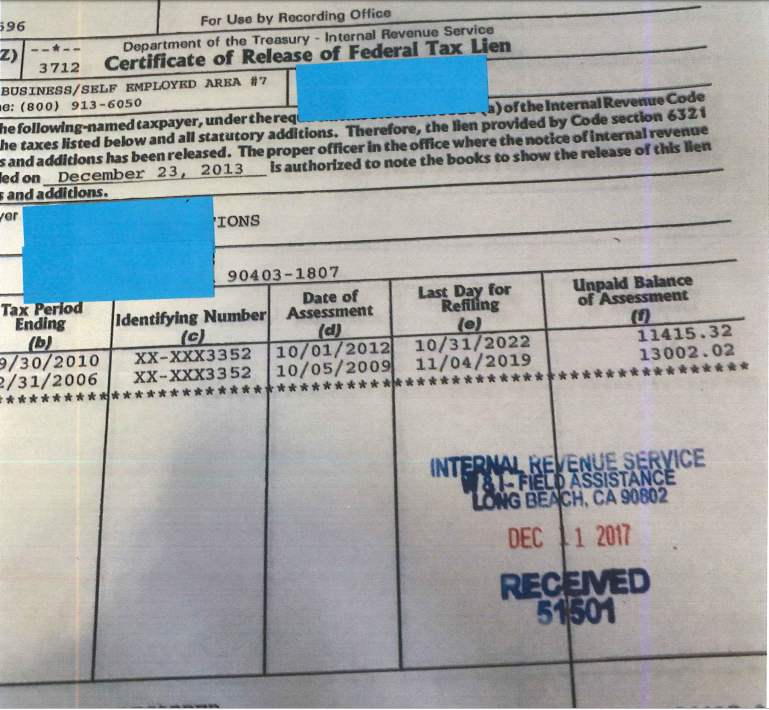 596
For Use by Recording Office
Z)
--*--
3712
Department of the Treasury - Internal Revenue Service
Certificate of Release of Federal Tax Lien
BUSINESS/SELF EMPLOYED AREA #7
ne: (800) 913-6050
he following-named taxpayer, under the req (a) of the Internal Revenue Code
he taxes listed below and all statutory additions. Therefore, the lien provided by Code section 6321
s and additions has been released. The proper officer in the office where the notice of internal revenue
ed on December 23, 2013 is authorized to note the books to show the release of this lien
s and additions.
yer
TIONS
90403-1807
Tax Period Ending (b)
Identifying Number (c)
Date of Assessment (d)
Last Day for Refiling (e)
Unpaid Balance of Assessment (f)
9/30/2010 XX-XXX3352 10/01/2012 10/31/2022 11415.32
2/31/2006 XX-XXX3352 10/05/2009 11/04/2019 13002.02
INTERNAL REVENUE SERVICE
W & I- FIELD ASSISTANCE
LONG BEACH, CA 90802
DEC 11 2017
RECEIVED
51501